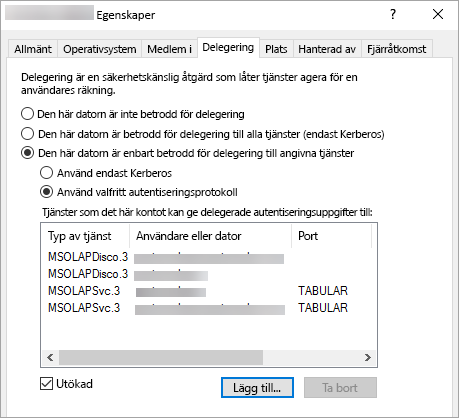 Egenskaper
Allmänt Operativsystem Medlem i Delegering Plats Hanterad av Fjärråtkomst
Delegering är en säkerhetskänslig åtgärd som låter tjänster agera för en
användares räkning.
Den här datorn är inte betrodd för delegering
Den här datorn är betrodd för delegering till alla tjänster (endast Kerberos)
Den här datorn är enbart betrodd för delegering till angivna tjänster
Använd endast Kerberos
Använd valfritt autentiseringsprotokoll
Tjänster som det här kontot kan ge delegerade autentiseringsuppgifter till:
Typ av tjänst Användare eller dator Port
MSOLAPDisco.3
MSOLAPDisco.3
MSOLAPSvc.3 TABULAR
MSOLAPSvc.3 TABULAR
Utökad Lägg till... Ta bort